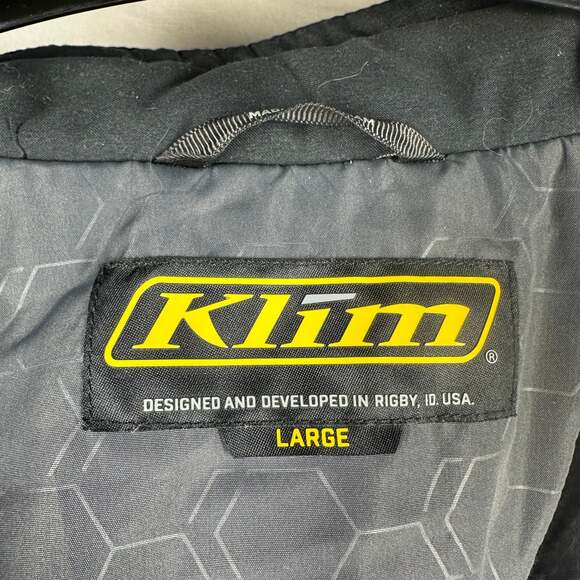 Klim
®
DESIGNED AND DEVELOPED IN RIGBY, ID. USA.
LARGE